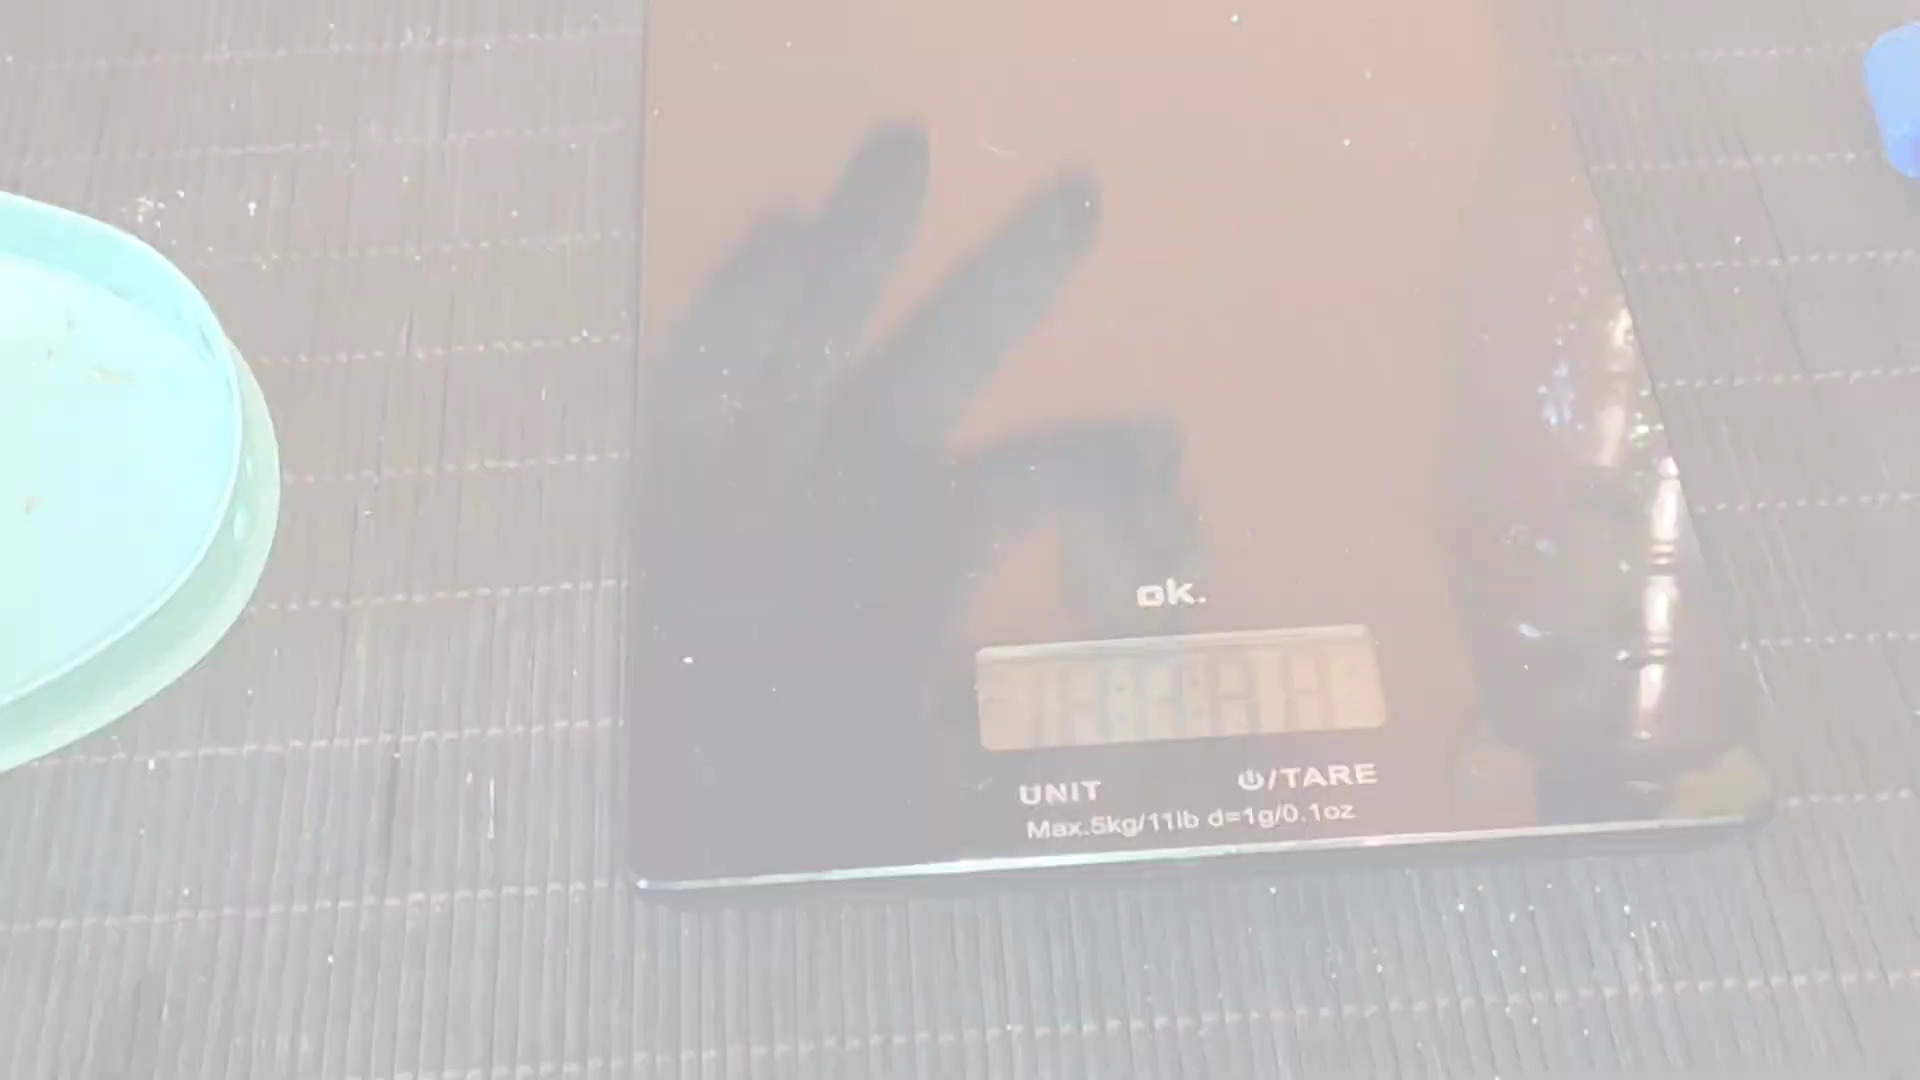 ok.
UNIT ⏻/TARE
Max.5kg/11lb d=1g/0.1oz